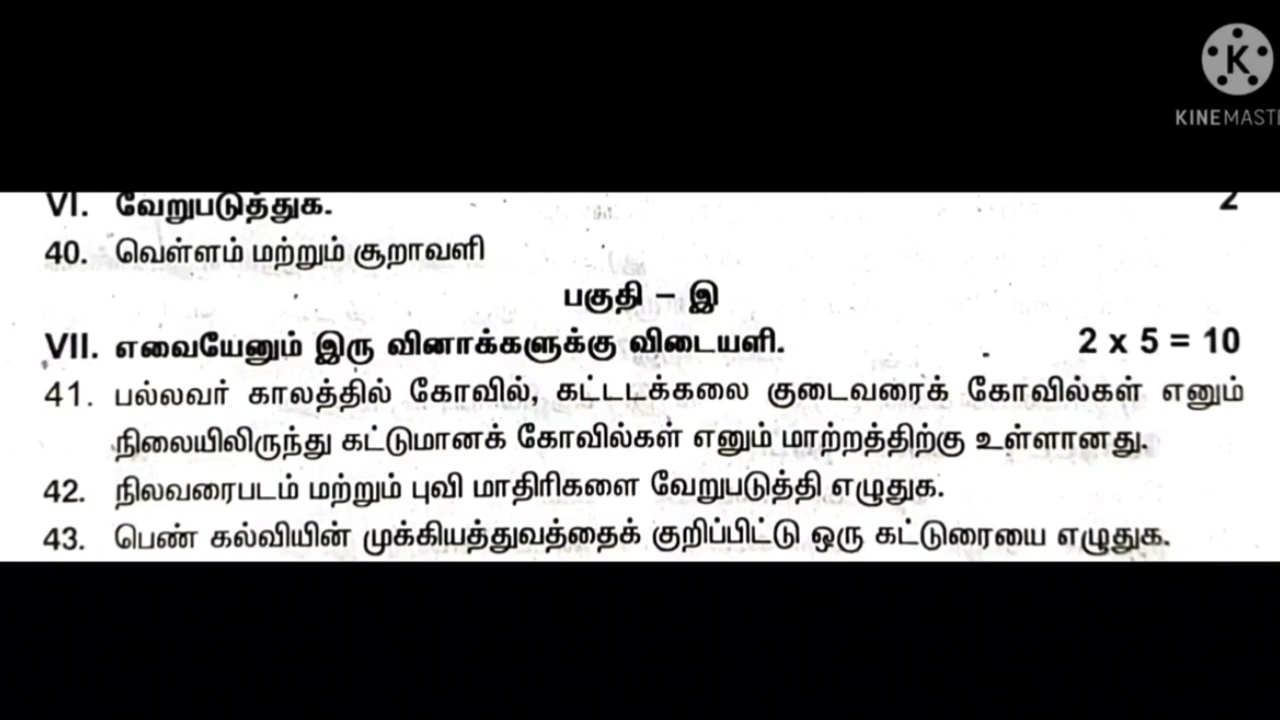 K
KINEMASTE
VI. வேறுபடுத்துக. 2
40. வெள்ளம் மற்றும் சூறாவளி
பகுதி – இ
VII. எவையேனும் இரு வினாக்களுக்கு விடையளி. 2 x 5 = 10
41. பல்லவர் காலத்தில் கோவில், கட்டடக்கலை குடைவரைக் கோவில்கள் எனும்
நிலையிலிருந்து கட்டுமானக் கோவில்கள் எனும் மாற்றத்திற்கு உள்ளானது.
42. நிலவரைபடம் மற்றும் புவி மாதிரிகளை வேறுபடுத்தி எழுதுக.
43. பெண் கல்வியின் முக்கியத்துவத்தைக் குறிப்பிட்டு ஒரு கட்டுரையை எழுதுக.